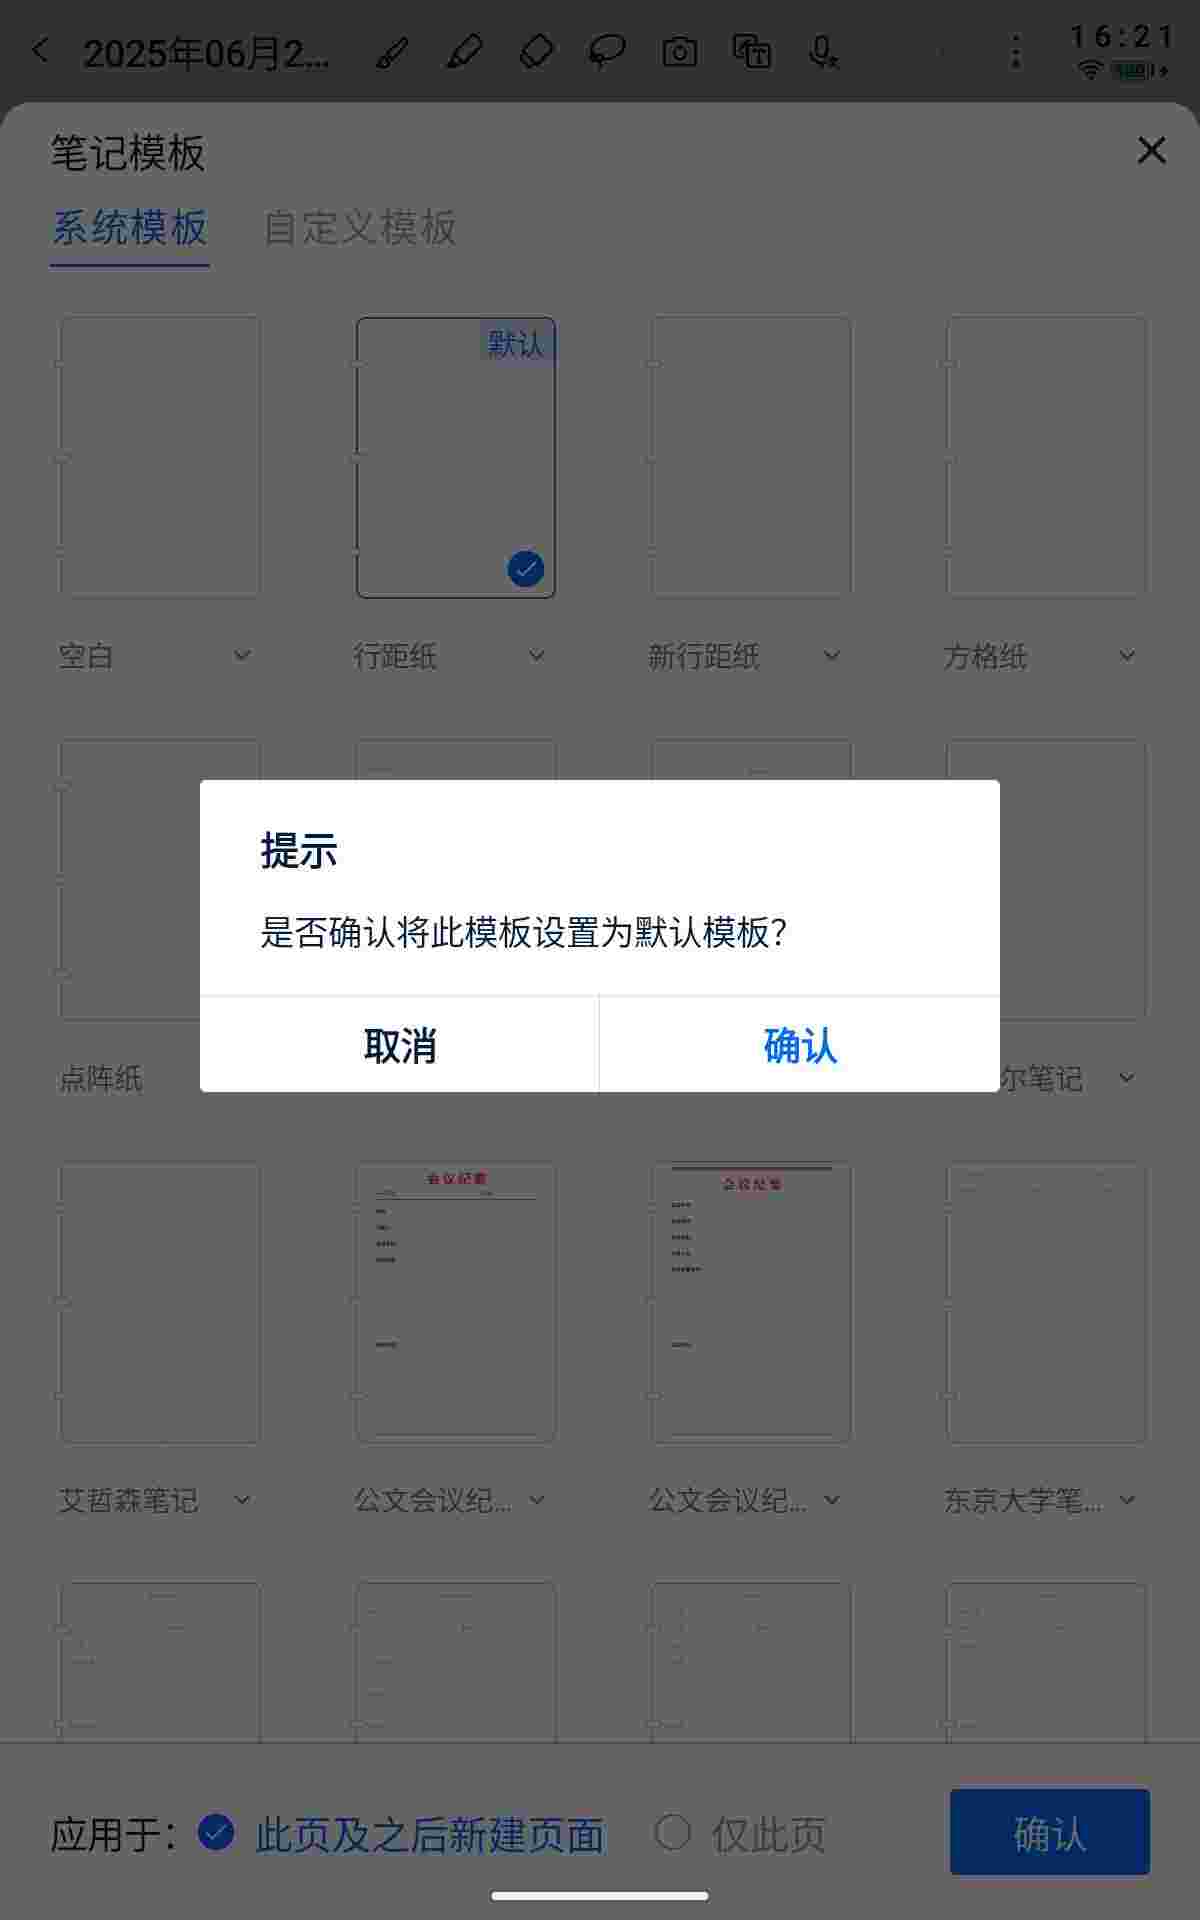 2025年06月2...
16:21
笔记模板
系统模板 自定义模板
默认
空白 行距纸 新行距纸 方格纸
提示
是否确认将此模板设置为默认模板?
取消 确认
点阵纸 尔笔记
会议纪要 会议纪要
艾哲森笔记 公文会议纪... 公文会议纪... 东京大学笔...
应用于: 此页及之后新建页面 仅此页 确认